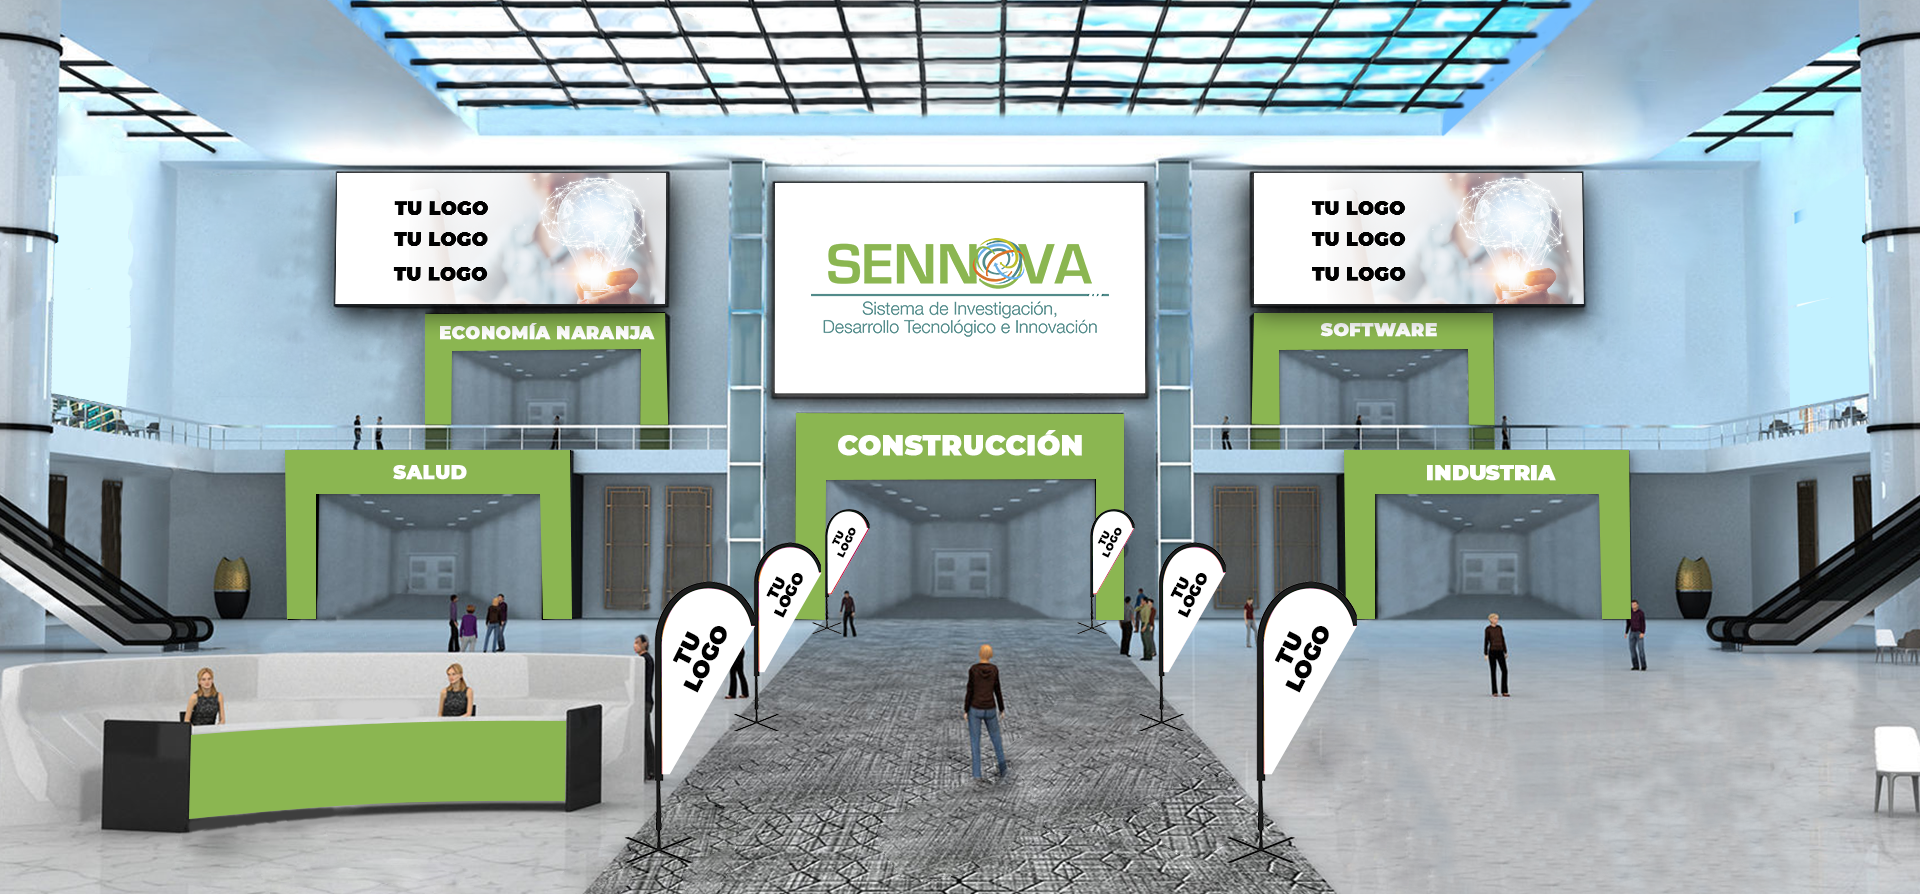 TU LOGO
TU LOGO
TU LOGO
SENNOVA
Sistema de Investigación,
Desarrollo Tecnológico e Innovación
TU LOGO
TU LOGO
TU LOGO
ECONOMÍA NARANJA
SOFTWARE
CONSTRUCCIÓN
SALUD
INDUSTRIA
TU
LOGO
TU
LOGO
TU
LOGO
TU
LOGO
TU
LOGO
TU
LOGO